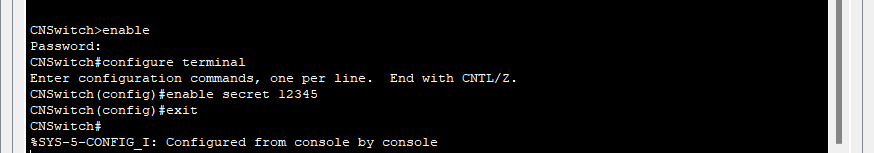 CNSwitch>enable
Password:
CNSwitch#configure terminal
Enter configuration commands, one per line.  End with CNTL/Z.
CNSwitch(config)#enable secret 12345
CNSwitch(config)#exit
CNSwitch#
%SYS-5-CONFIG_I: Configured from console by console